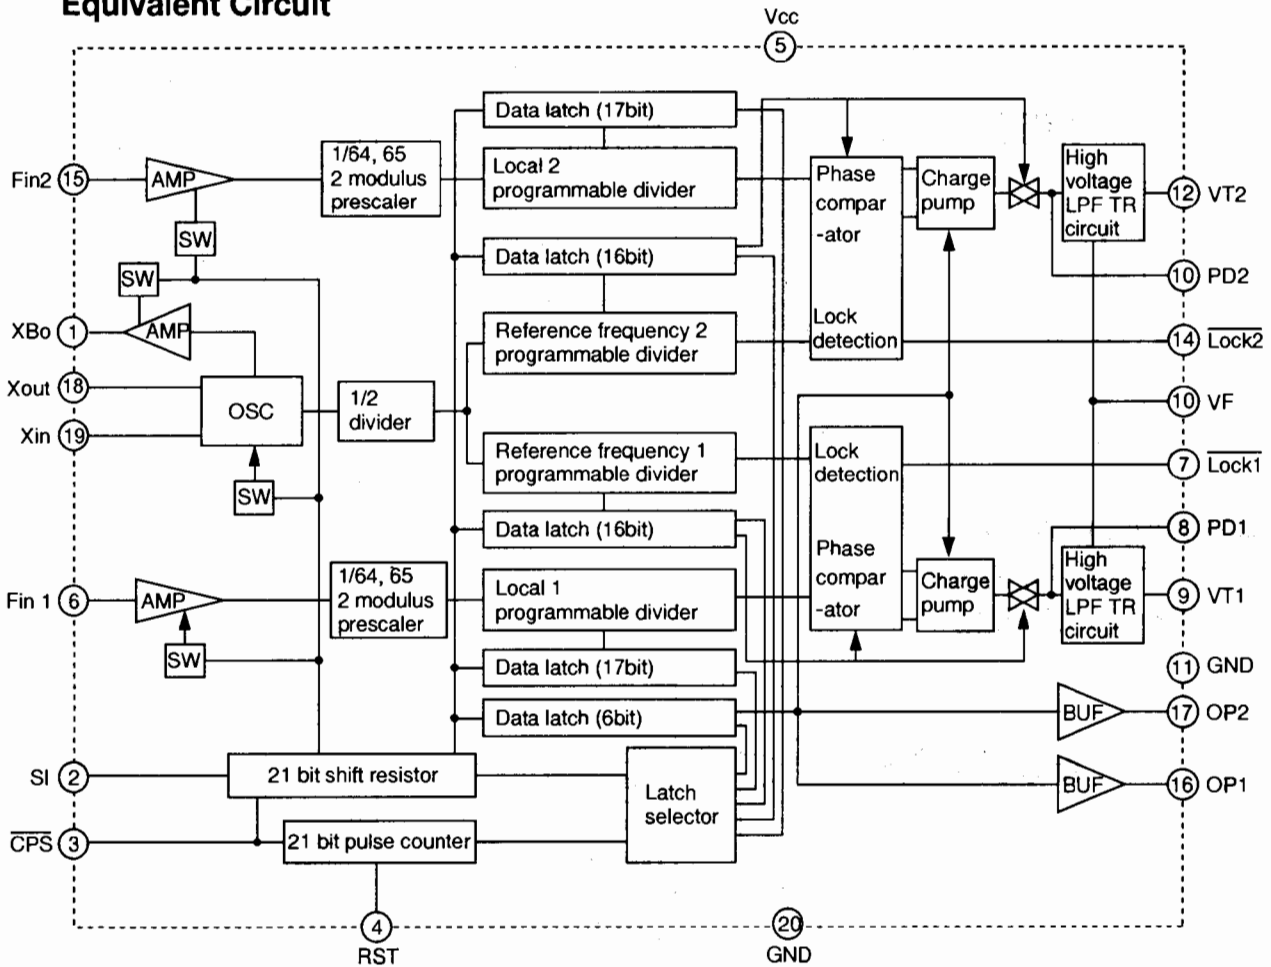 Equivalent Circuit
Vcc
5
Data latch (17bit)
1/64, 65
2 modulus
prescaler
Local 2
programmable divider
Phase
compar
-ator
Lock
detection
Charge
pump
High
voltage
LPF TR
circuit
Fin2 15
AMP
12 VT2
SW
Data latch (16bit)
SW
10 PD2
XBo 1
AMP
Reference frequency 2
programmable divider
14 Lock2
Xout 18
OSC
1/2
divider
10 VF
Xin 19
Reference frequency 1
programmable divider
Lock
detection
Phase
compar
-ator
7 Lock1
SW
Data latch (16bit)
8 PD1
1/64, 65
2 modulus
prescaler
Local 1
programmable divider
Charge
pump
High
voltage
LPF TR
circuit
Fin 1 6
AMP
9 VT1
SW
Data latch (17bit)
11 GND
Data latch (6bit)
BUF
17 OP2
SI 2
21 bit shift resistor
Latch
selector
BUF
16 OP1
CPS 3
21 bit pulse counter
4
RST
20
GND